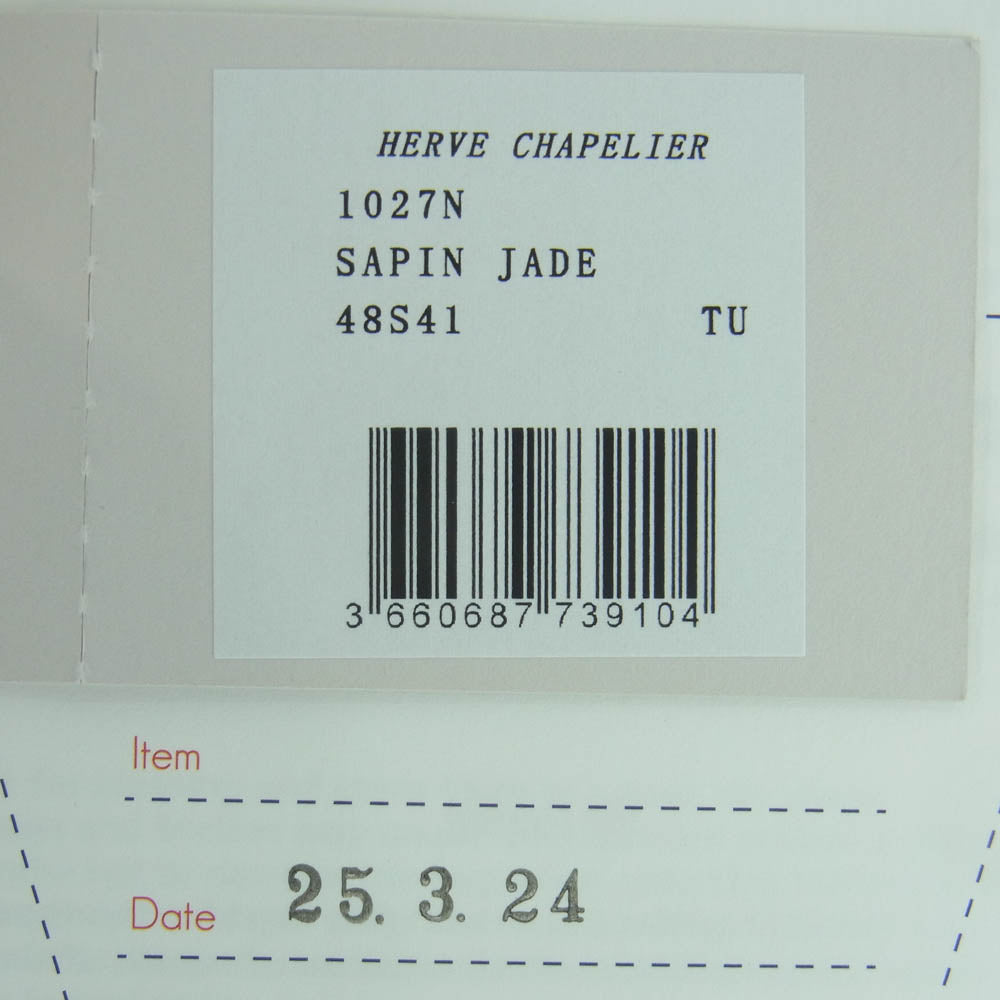 HERVE CHAPELIER
1027N
SAPIN JADE
48S41 TU
3 660687 739104
Item
Date 25. 3. 24